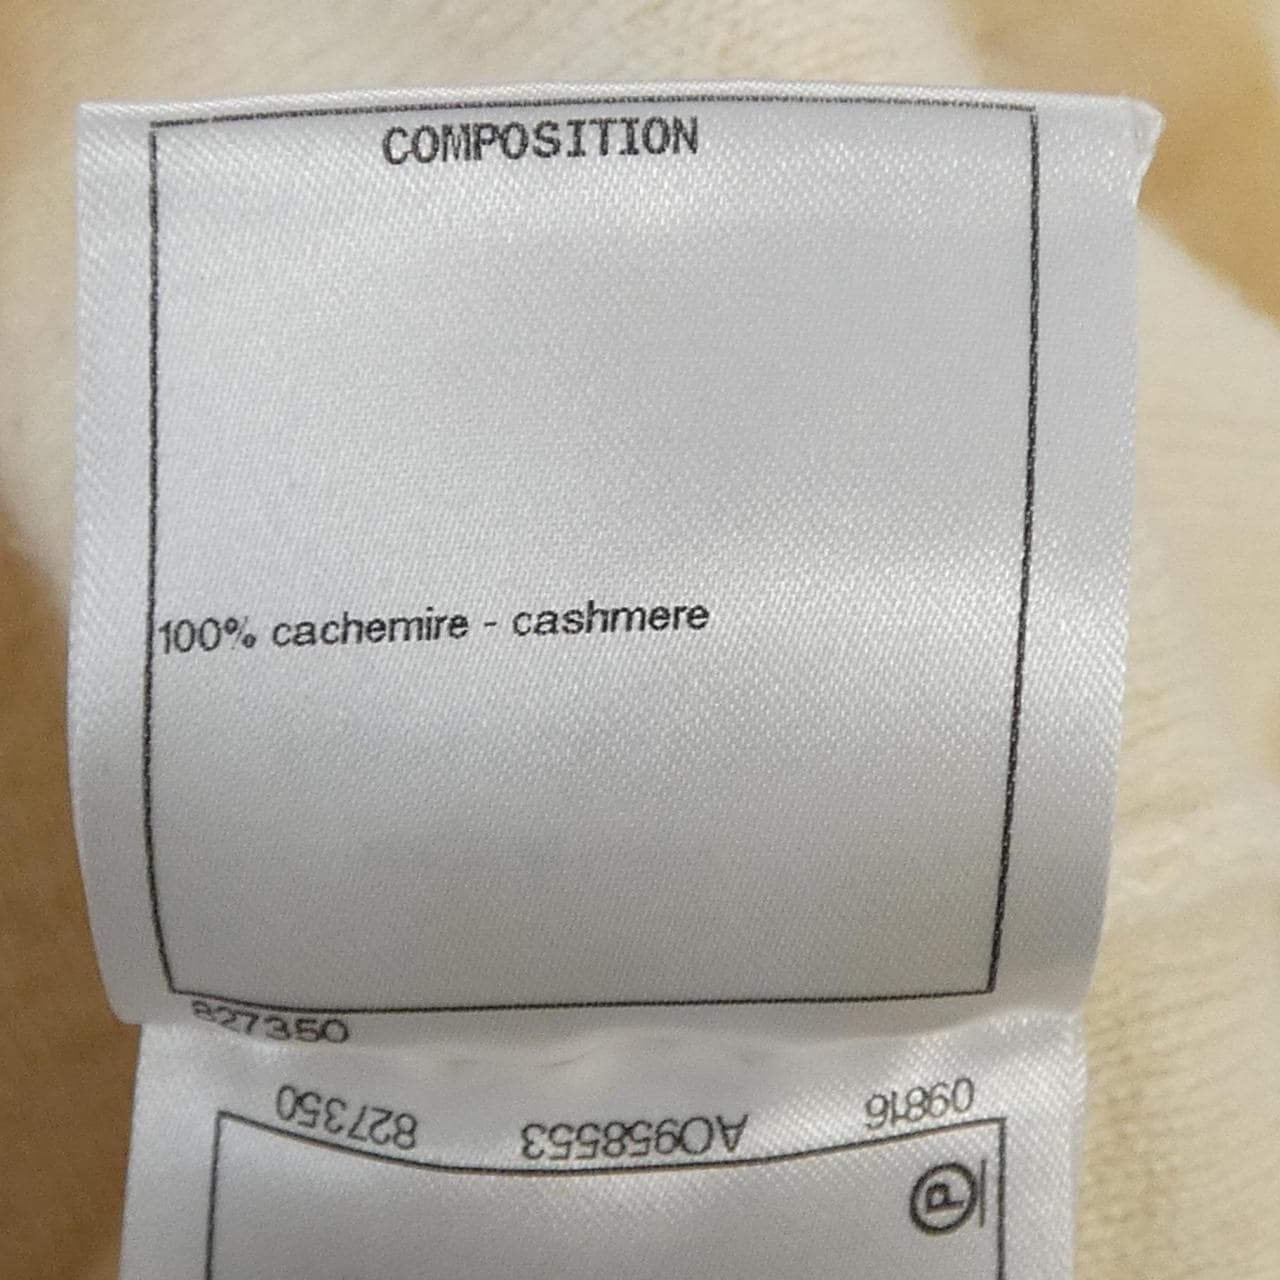 COMPOSITION
100% cachemire - cashmere
827350
09816 A0958553 827350
P